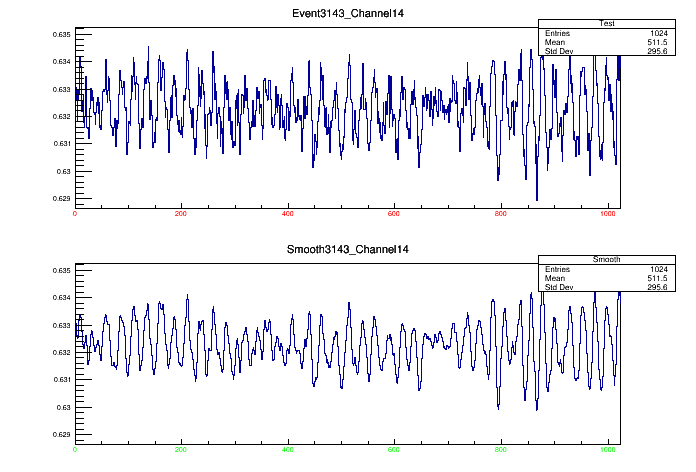 Event3143_Channel14
Test
Entries 1024
Mean 511.5
Std Dev 295.6
0.635
0.634
0.633
0.632
0.631
0.63
0.629
0 200 400 600 800 1000
Smooth3143_Channel14
Smooth
Entries 1024
Mean 511.5
Std Dev 295.6
0.635
0.634
0.633
0.632
0.631
0.63
0.629
0 200 400 600 800 1000